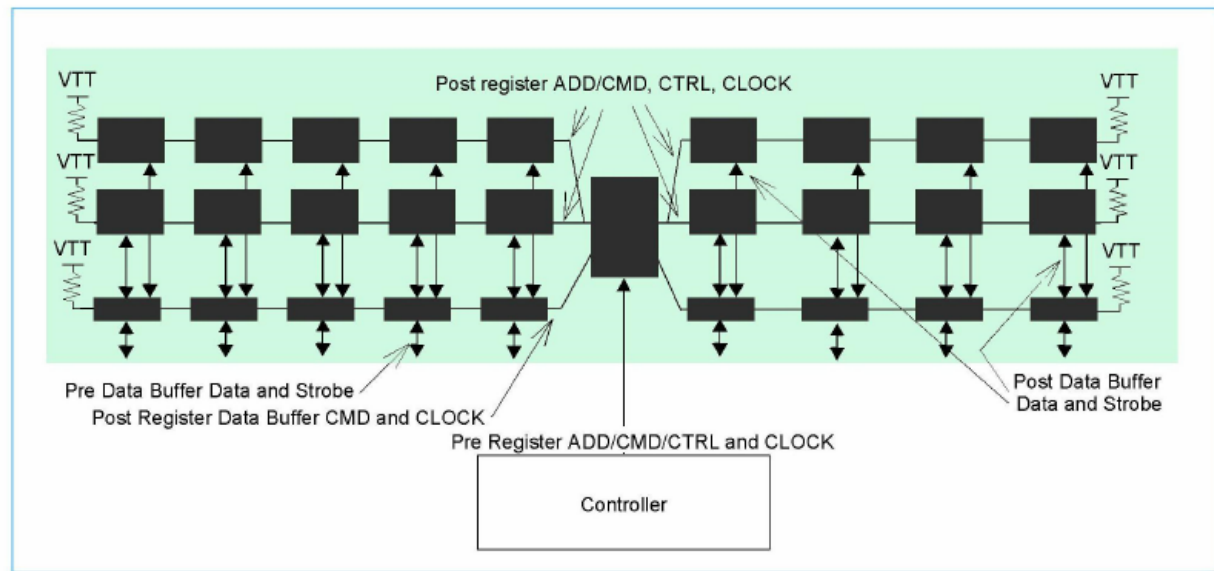 VTT
Post register ADD/CMD, CTRL, CLOCK
VTT
VTT
VTT
VTT
VTT
Pre Data Buffer Data and Strobe
Post Register Data Buffer CMD and CLOCK
Post Data Buffer
Data and Strobe
Pre Register ADD/CMD/CTRL and CLOCK
Controller